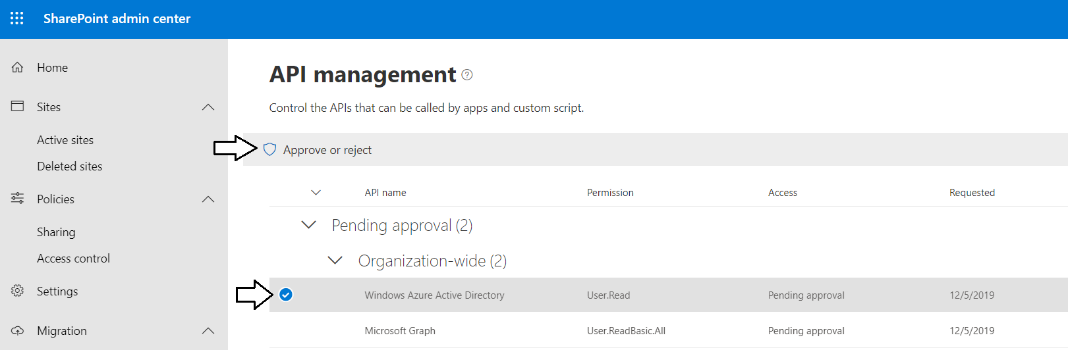 SharePoint admin center
Home
Sites
Active sites
Deleted sites
Policies
Sharing
Access control
Settings
Migration
API management ?
Control the APIs that can be called by apps and custom script.
Approve or reject
API name Permission Access Requested
Pending approval (2)
Organization-wide (2)
Windows Azure Active Directory User.Read Pending approval 12/5/2019
Microsoft Graph User.ReadBasic.All Pending approval 12/5/2019